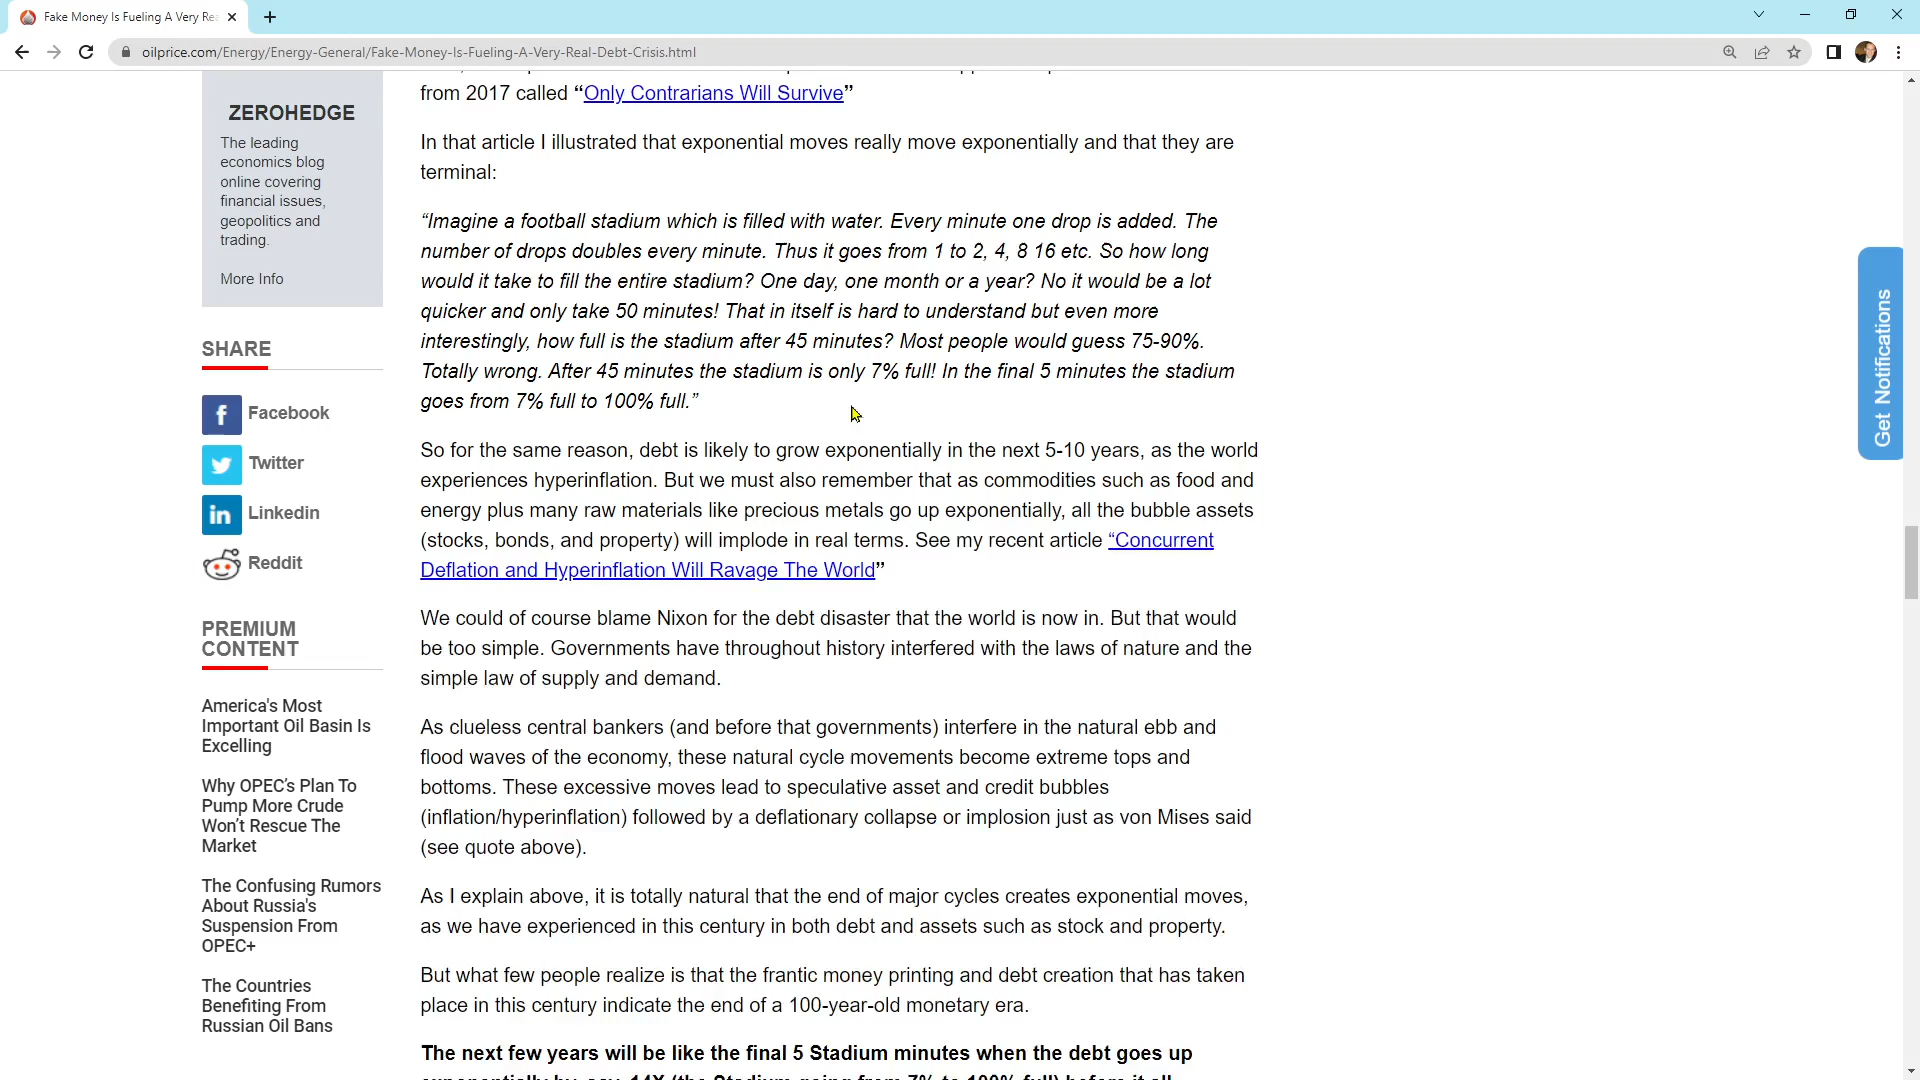 Fake Money Is Fueling A Very Rea
oilprice.com/Energy/Energy-General/Fake-Money-Is-Fueling-A-Very-Real-Debt-Crisis.html
ZEROHEDGE
The leading
economics blog
online covering
financial issues,
geopolitics and
trading.
More Info
SHARE
Facebook
Twitter
Linkedin
Reddit
PREMIUM
CONTENT
America's Most
Important Oil Basin Is
Excelling
Why OPEC’s Plan To
Pump More Crude
Won’t Rescue The
Market
The Confusing Rumors
About Russia's
Suspension From
OPEC+
The Countries
Benefiting From
Russian Oil Bans
from 2017 called “Only Contrarians Will Survive”
In that article I illustrated that exponential moves really move exponentially and that they are
terminal:
“Imagine a football stadium which is filled with water. Every minute one drop is added. The
number of drops doubles every minute. Thus it goes from 1 to 2, 4, 8 16 etc. So how long
would it take to fill the entire stadium? One day, one month or a year? No it would be a lot
quicker and only take 50 minutes! That in itself is hard to understand but even more
interestingly, how full is the stadium after 45 minutes? Most people would guess 75-90%.
Totally wrong. After 45 minutes the stadium is only 7% full! In the final 5 minutes the stadium
goes from 7% full to 100% full.”
So for the same reason, debt is likely to grow exponentially in the next 5-10 years, as the world
experiences hyperinflation. But we must also remember that as commodities such as food and
energy plus many raw materials like precious metals go up exponentially, all the bubble assets
(stocks, bonds, and property) will implode in real terms. See my recent article “Concurrent
Deflation and Hyperinflation Will Ravage The World”
We could of course blame Nixon for the debt disaster that the world is now in. But that would
be too simple. Governments have throughout history interfered with the laws of nature and the
simple law of supply and demand.
As clueless central bankers (and before that governments) interfere in the natural ebb and
flood waves of the economy, these natural cycle movements become extreme tops and
bottoms. These excessive moves lead to speculative asset and credit bubbles
(inflation/hyperinflation) followed by a deflationary collapse or implosion just as von Mises said
(see quote above).
As I explain above, it is totally natural that the end of major cycles creates exponential moves,
as we have experienced in this century in both debt and assets such as stock and property.
But what few people realize is that the frantic money printing and debt creation that has taken
place in this century indicate the end of a 100-year-old monetary era.
The next few years will be like the final 5 Stadium minutes when the debt goes up
exponentially by, say, 14X (the Stadium going from 7% to 100% full) before it all
Get Notifications